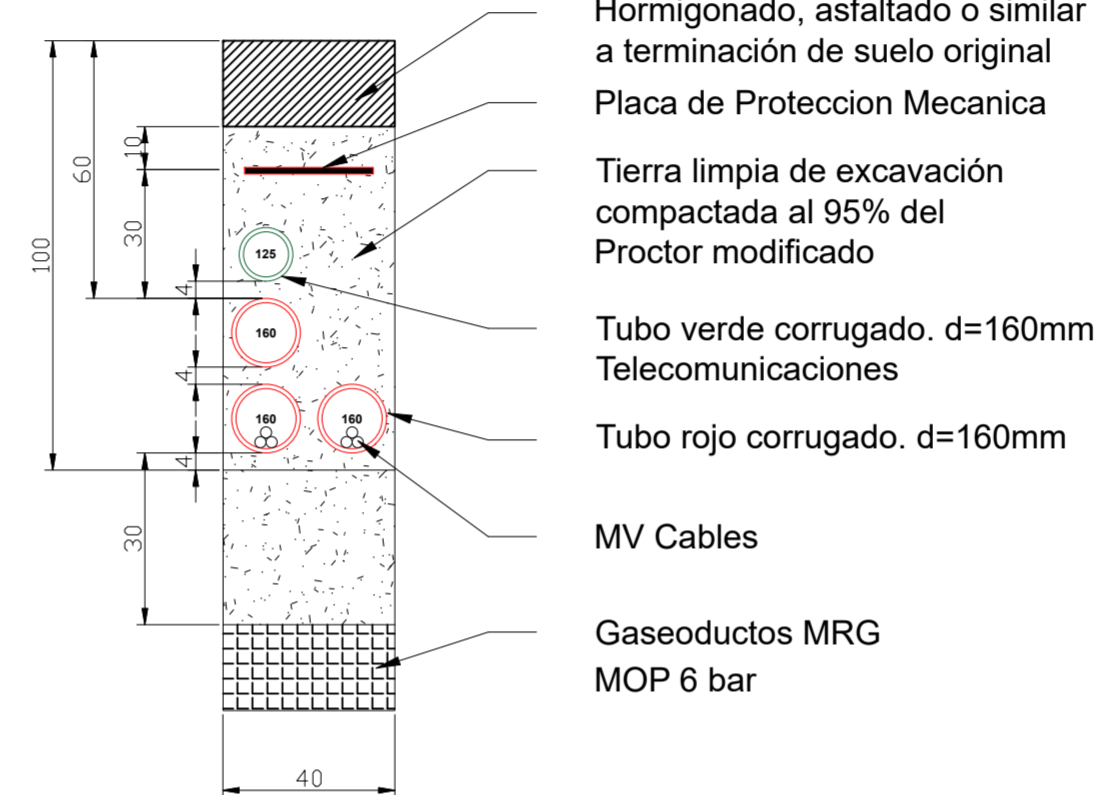 Hormigonado, asfaltado o similar
a terminación de suelo original
Placa de Proteccion Mecanica
Tierra limpia de excavación
compactada al 95% del
Proctor modificado
Tubo verde corrugado. d=160mm
Telecomunicaciones
Tubo rojo corrugado. d=160mm
MV Cables
Gaseoductos MRG
MOP 6 bar
100
60
10
30
4
4
4
30
125
160
160
160
40